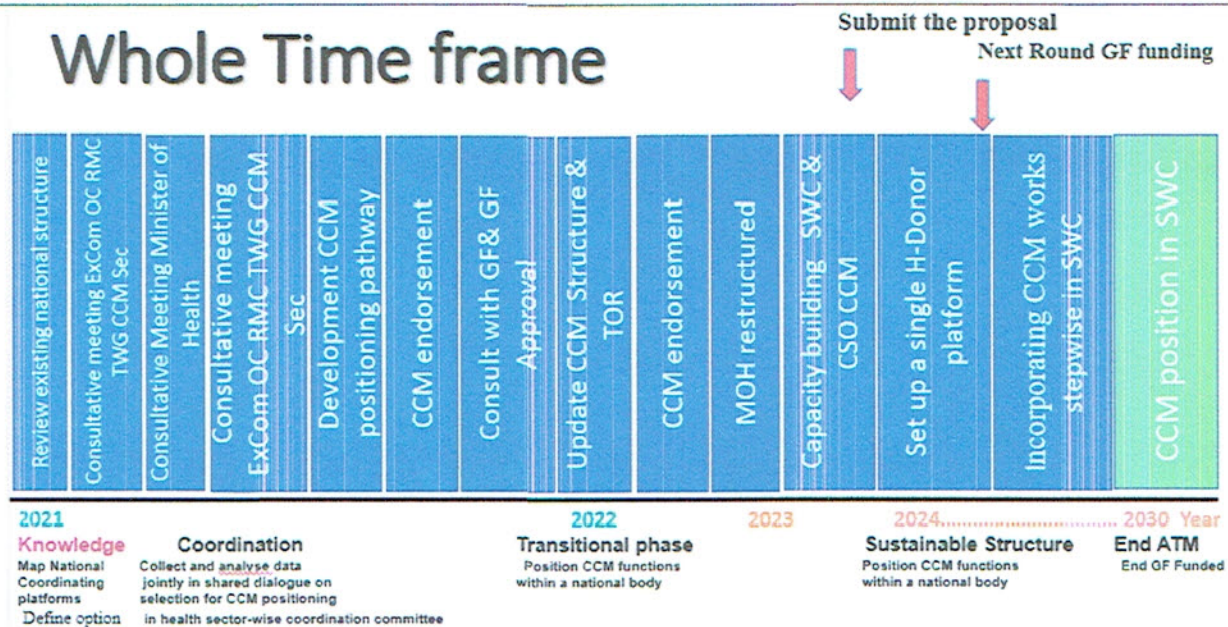 Submit the proposal
Next Round GF funding
Whole Time frame
Review existing national structure
Consultative meeting ExCom OC RMC
TWG CCM Sec
Consultative Meeting Minister of
Health
Consultative meeting
ExCom OC RMC TWG CCM
Sec
Development CCM
positioning pathway
CCM endorsement
Consult with GF& GF
Approval
Update CCM Structure &
TOR
CCM endorsement
MOH restructured
Capacity building SWC &
CSO CCM
Set up a single H-Donor
platform
Incorporating CCM works
stepwise in SWC
CCM position in SWC
2021
2022
2023
2024.............................. 2030 Year
Knowledge
Map National
Coordinating
platforms
Define option
Coordination
Collect and analyse data
jointly in shared dialogue on
selection for CCM positioning
in health sector-wise coordination committee
Transitional phase
Position CCM functions
within a national body
Sustainable Structure
Position CCM functions
within a national body
End ATM
End GF Funded